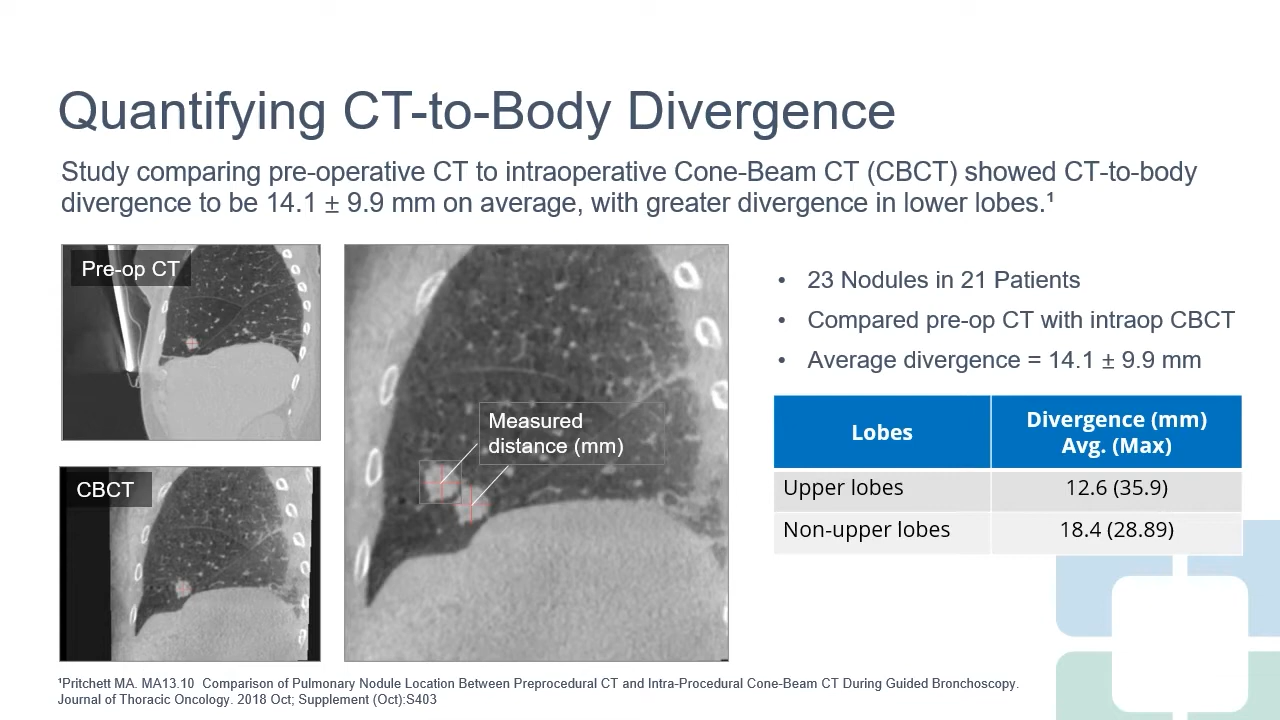 Quantifying CT-to-Body Divergence
Study comparing pre-operative CT to intraoperative Cone-Beam CT (CBCT) showed CT-to-body
divergence to be 14.1 ± 9.9 mm on average, with greater divergence in lower lobes.¹
Pre-op CT
CBCT
Measured
distance (mm)
• 23 Nodules in 21 Patients
• Compared pre-op CT with intraop CBCT
• Average divergence = 14.1 ± 9.9 mm
Lobes
Divergence (mm)
Avg. (Max)
Upper lobes 12.6 (35.9)
Non-upper lobes 18.4 (28.89)
¹Pritchett MA. MA13.10 Comparison of Pulmonary Nodule Location Between Preprocedural CT and Intra-Procedural Cone-Beam CT During Guided Bronchoscopy.
Journal of Thoracic Oncology. 2018 Oct; Supplement (Oct):S403